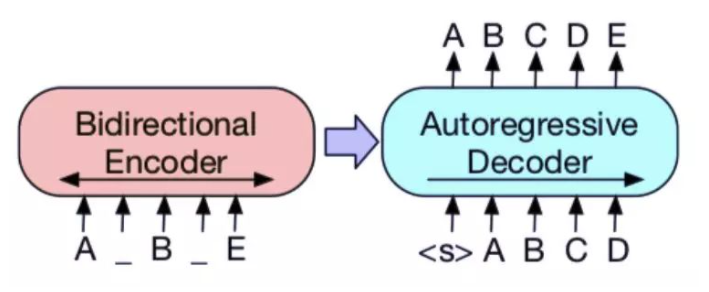 A B C D E
Bidirectional
Encoder
Autoregressive
Decoder
A _ B _ E
<s> A B C D